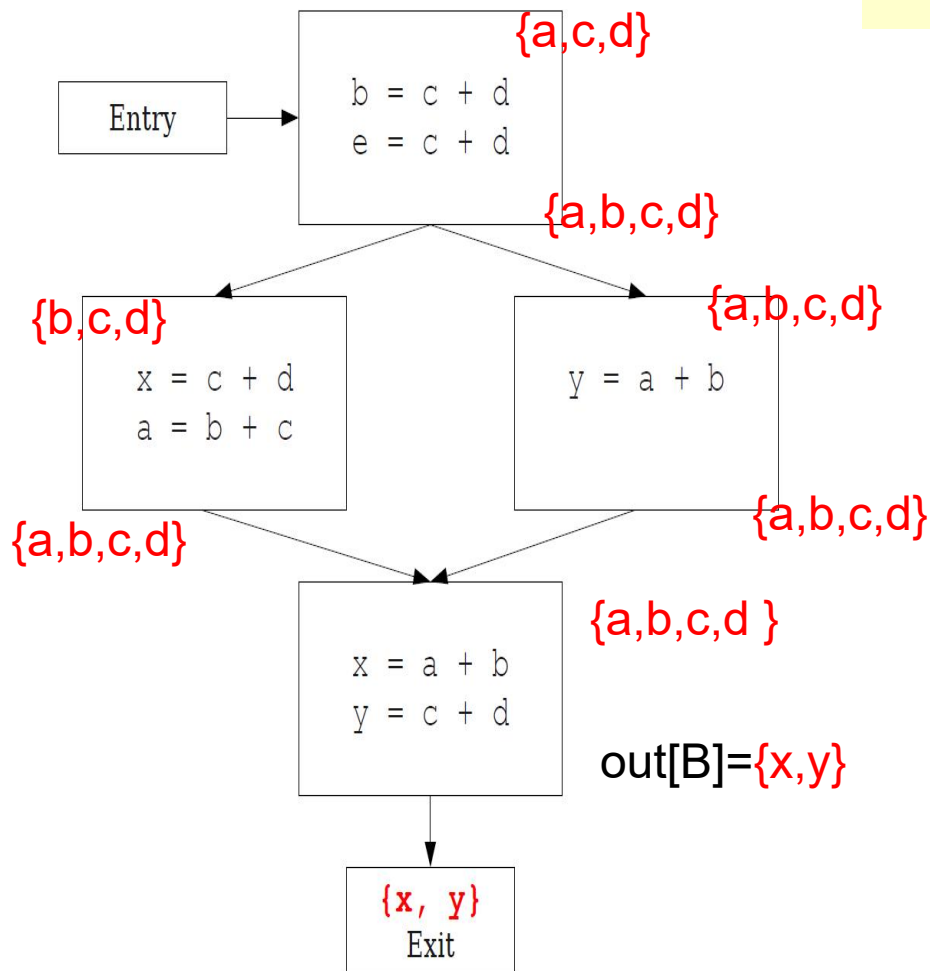 {a,c,d}
b = c + d
Entry
e = c + d
{a,b,c,d}
{b,c,d}
{a,b,c,d}
x = c + d
y = a + b
a = b + c
{a,b,c,d}
{a,b,c,d}
{a,b,c,d }
x = a + b
y = c + d
out[B]={x,y}
{x, y}
Exit